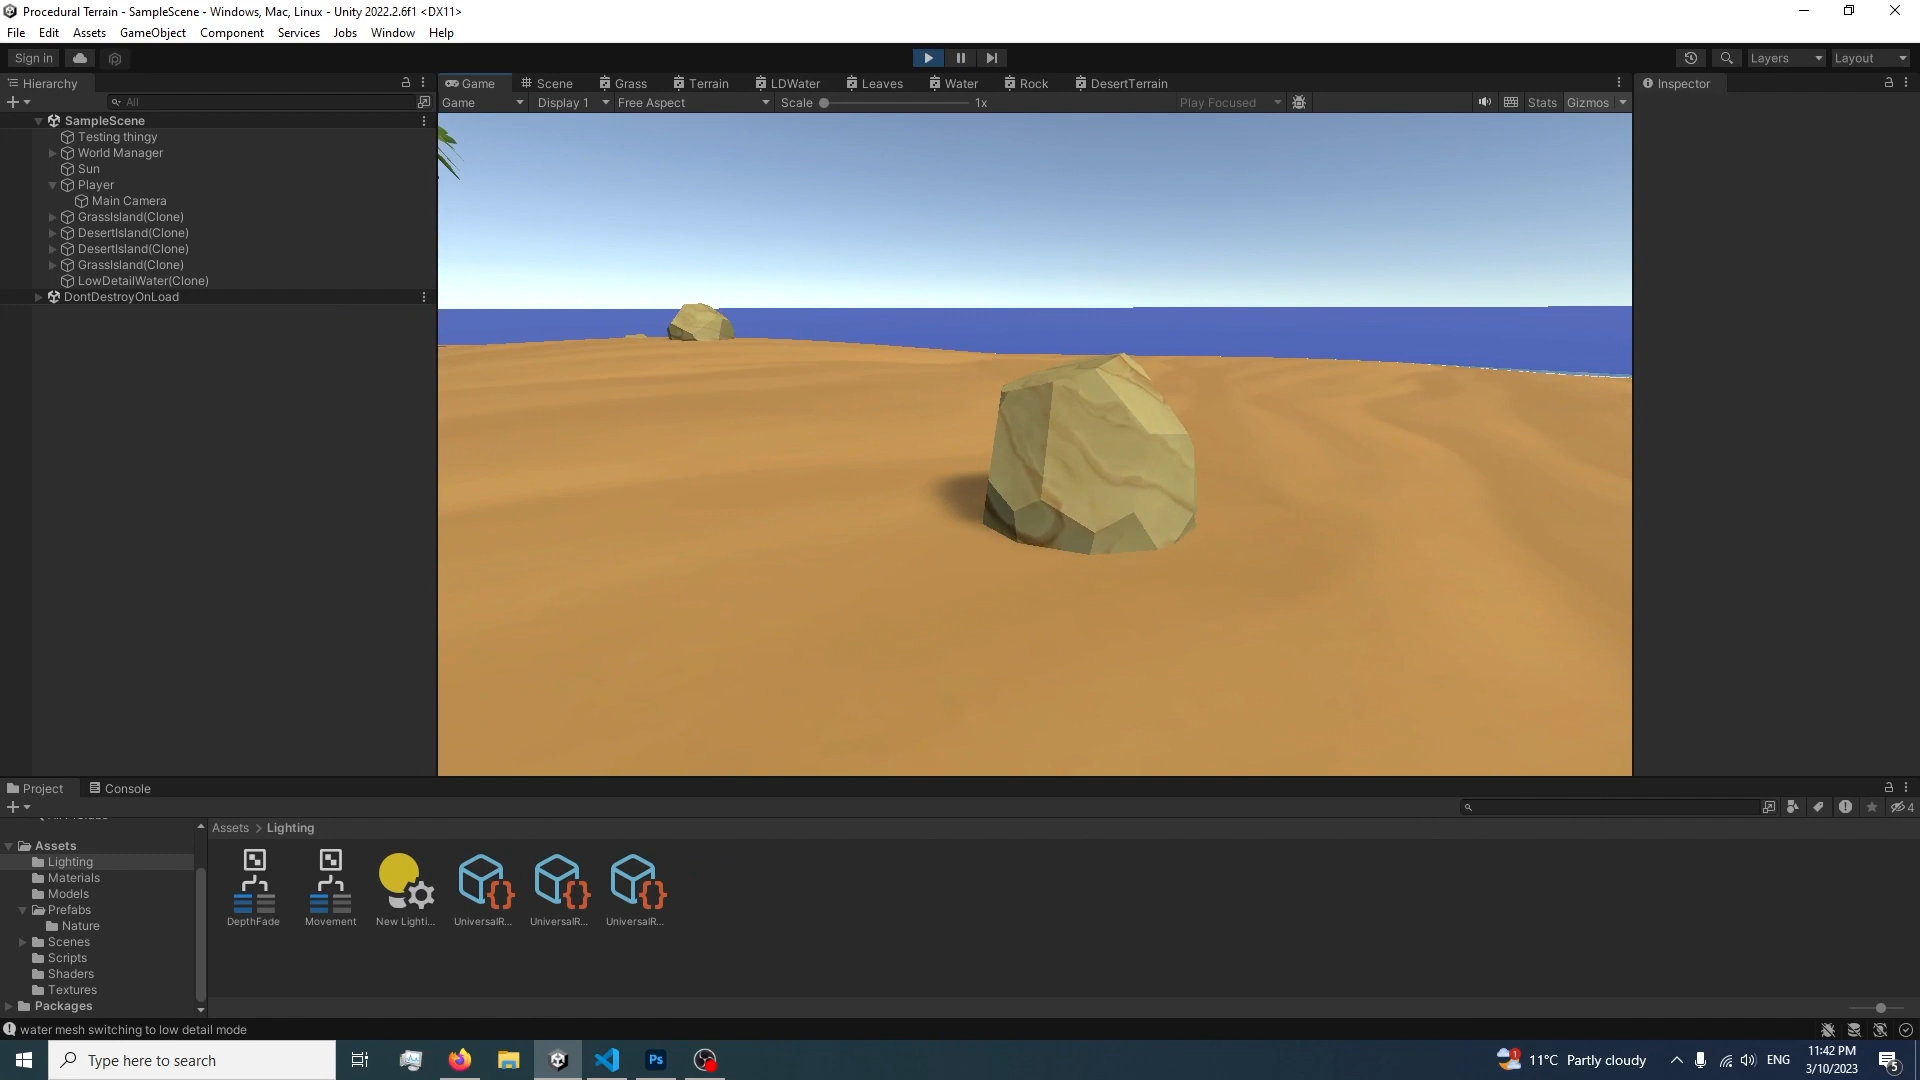 Procedural Terrain - SampleScene - Windows, Mac, Linux - Unity 2022.2.6f1 <DX11>
File Edit Assets GameObject Component Services Jobs Window Help
Sign in
Layers
Layout
Hierarchy
All
SampleScene
Testing thingy
World Manager
Sun
Player
Main Camera
GrassIsland(Clone)
DesertIsland(Clone)
DesertIsland(Clone)
GrassIsland(Clone)
LowDetailWater(Clone)
DontDestroyOnLoad
Game Scene Grass Terrain LDWater Leaves Water Rock DesertTerrain
Game Display 1 Free Aspect Scale 1x Play Focused Stats Gizmos
Inspector
Project Console
4
Assets
Lighting
Materials
Models
Prefabs
Nature
Scenes
Scripts
Shaders
Textures
Packages
Assets > Lighting
DepthFade Movement New Lighti... UniversalR... UniversalR... UniversalR...
water mesh switching to low detail mode
Type here to search
Ps
1
11°C Partly cloudy
ENG
11:42 PM
3/10/2023
5